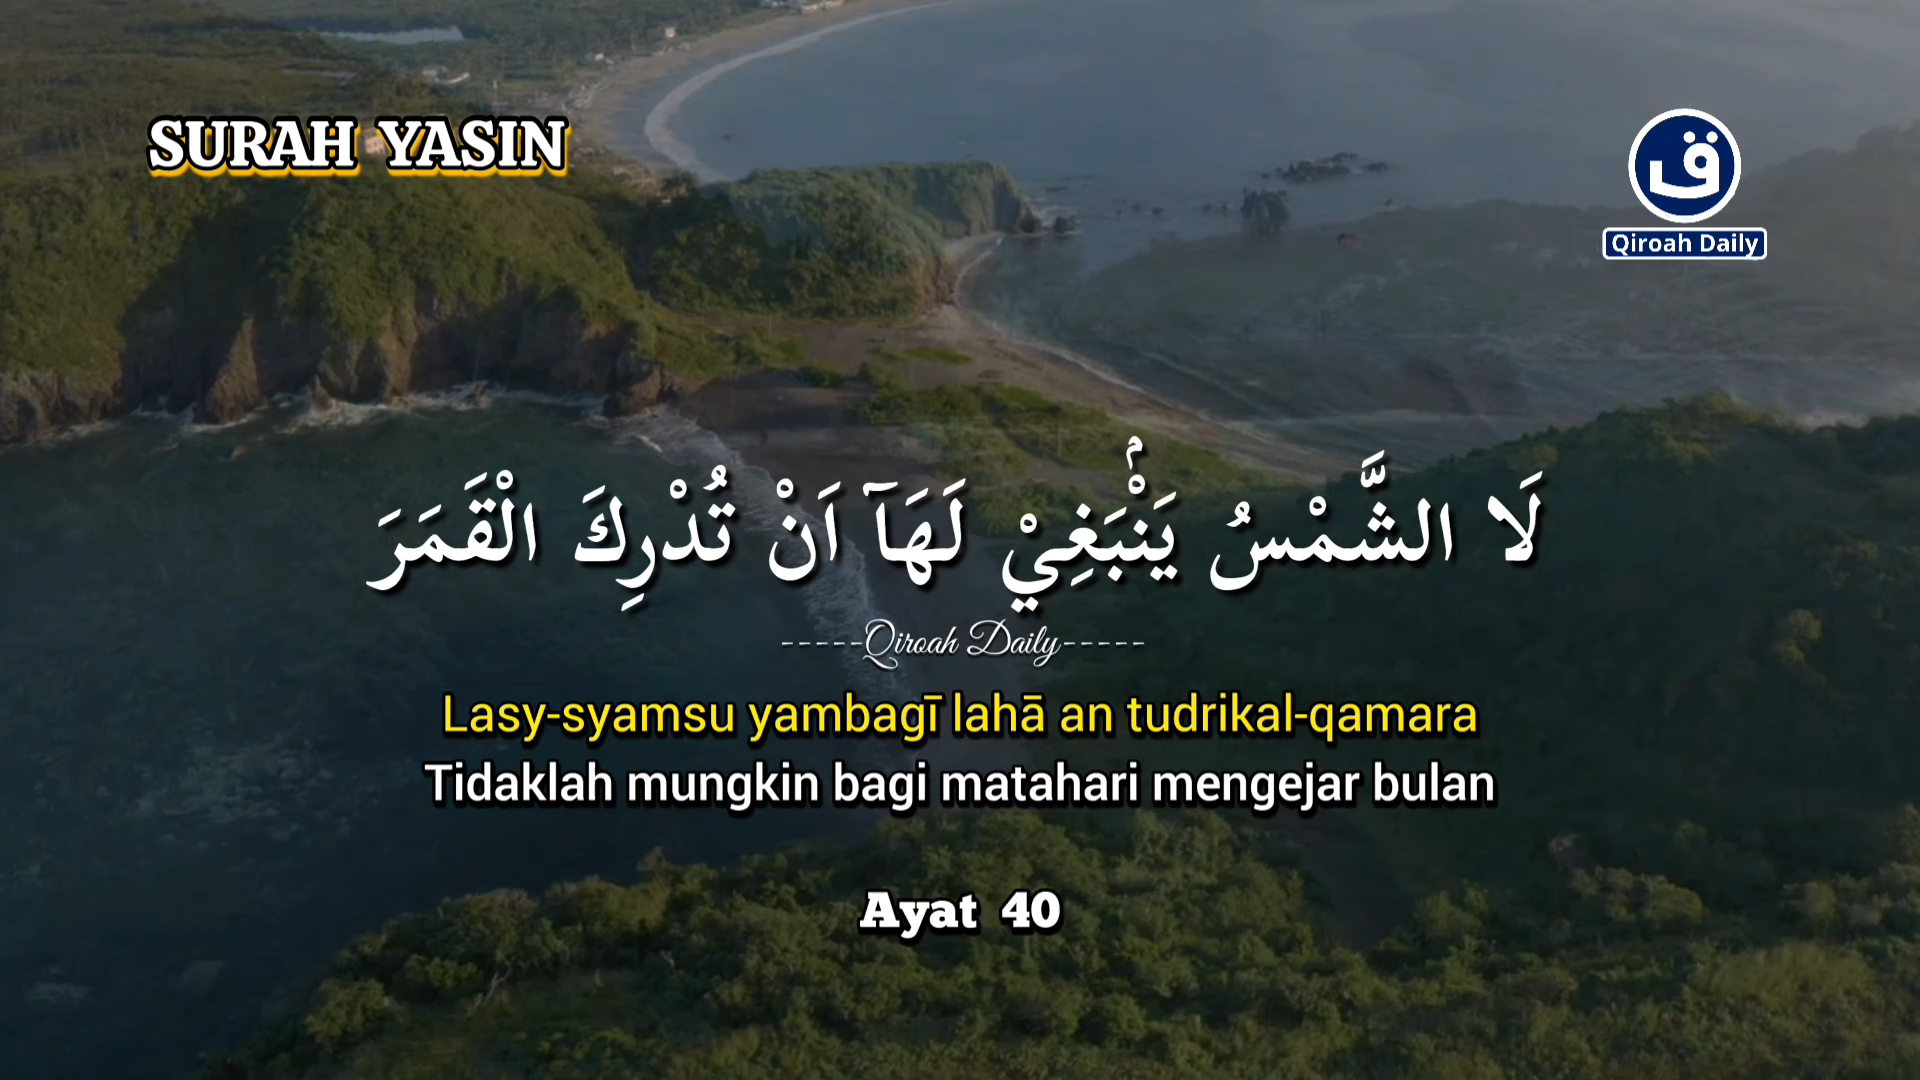 SURAH YASIN
ق
Qiroah Daily
لَا الشَّمْسُ يَنْۢبَغِيْ لَهَآ اَنْ تُدْرِكَ الْقَمَرَ
-----Qiroah Daily-----
Lasy-syamsu yambagī lahā an tudrikal-qamara
Tidaklah mungkin bagi matahari mengejar bulan
Ayat 40